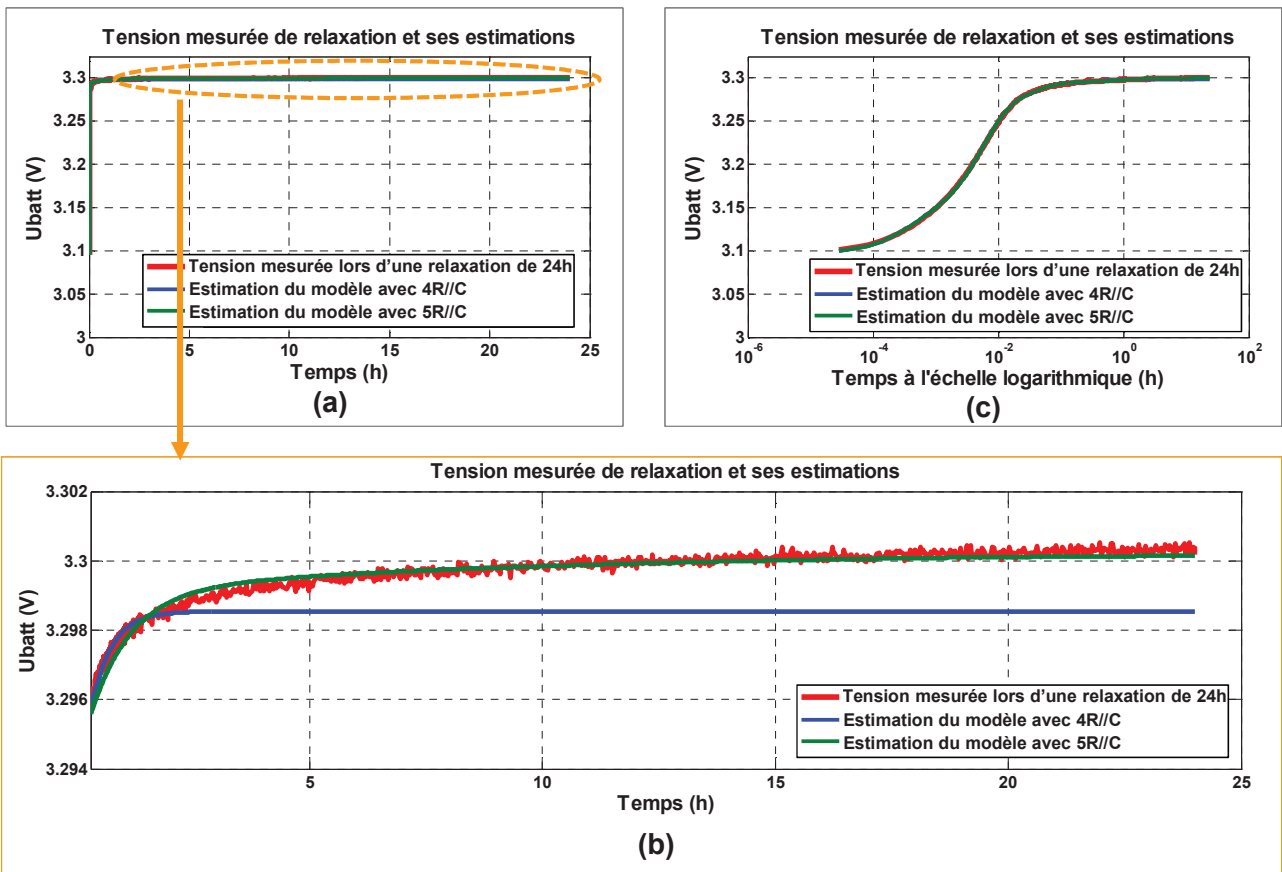 Tension mesurée de relaxation et ses estimations
3.3
3.25
3.2
3.15
3.1
3.05
3
Ubatt (V)
Tension mesurée lors d'une relaxation de 24h
Estimation du modèle avec 4R//C
Estimation du modèle avec 5R//C
0 5 10 15 20 25
Temps (h)
(a)
Tension mesurée de relaxation et ses estimations
3.3
3.25
3.2
3.15
3.1
3.05
3
Ubatt (V)
Tension mesurée lors d'une relaxation de 24h
Estimation du modèle avec 4R//C
Estimation du modèle avec 5R//C
10^-6 10^-4 10^-2 10^0 10^2
Temps à l'échelle logarithmique (h)
(c)
Tension mesurée de relaxation et ses estimations
3.302
3.3
3.298
3.296
3.294
Ubatt (V)
Tension mesurée lors d'une relaxation de 24h
Estimation du modèle avec 4R//C
Estimation du modèle avec 5R//C
5 10 15 20 25
Temps (h)
(b)